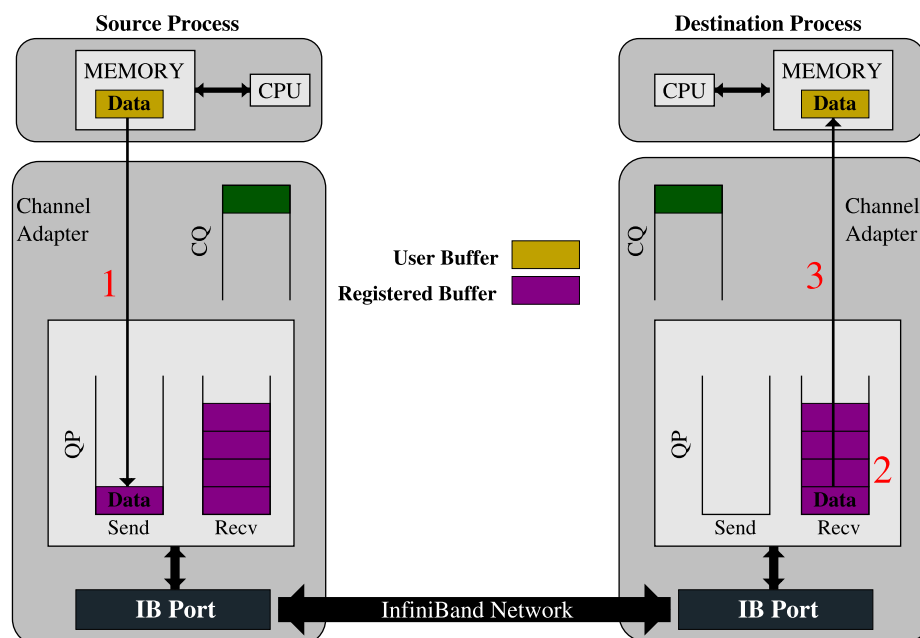 Source Process
MEMORY
Data
CPU
Channel
Adapter
CQ
1
QP
Data
Send
Recv
IB Port
User Buffer
Registered Buffer
InfiniBand Network
Destination Process
CPU
MEMORY
Data
CQ
Channel
Adapter
3
QP
2
Data
Send
Recv
IB Port